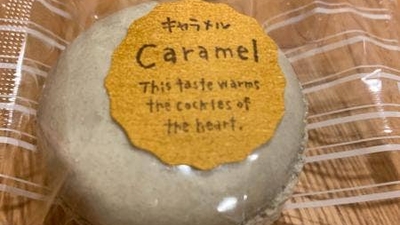 キャラメル
Caramel
This taste warms
the cockles of
the heart.